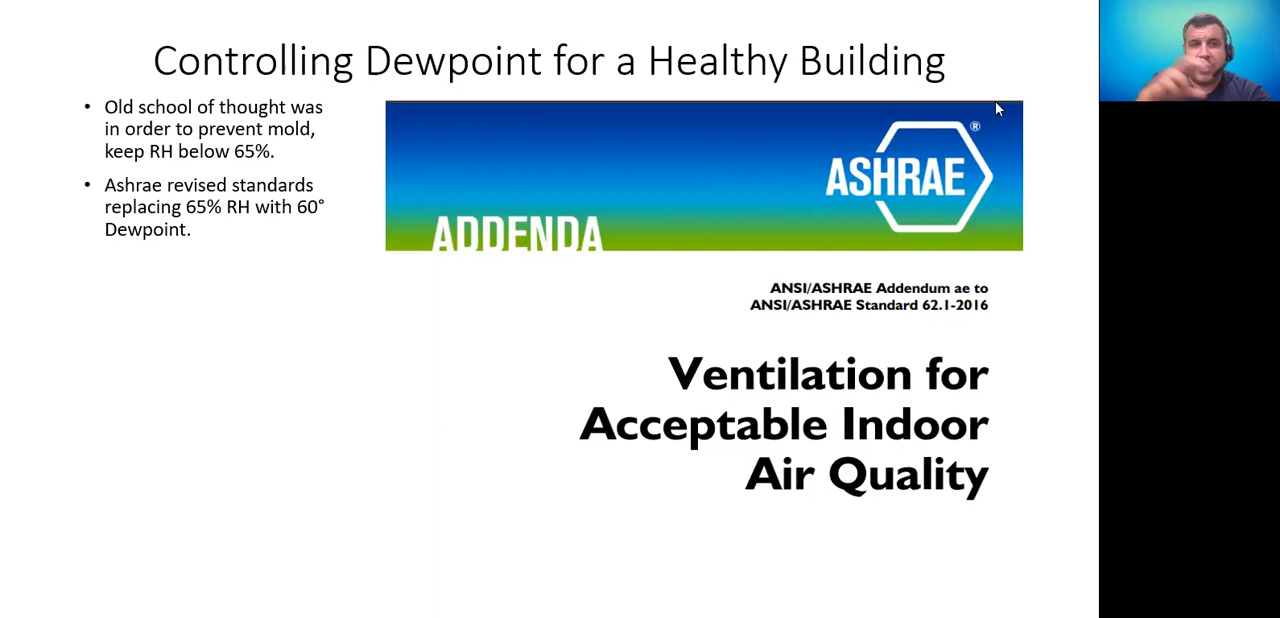 Controlling Dewpoint for a Healthy Building
• Old school of thought was
in order to prevent mold,
keep RH below 65%.
• Ashrae revised standards
replacing 65% RH with 60°
Dewpoint.
ASHRAE®
ADDENDA
ANSI/ASHRAE Addendum ae to
ANSI/ASHRAE Standard 62.1-2016
Ventilation for
Acceptable Indoor
Air Quality